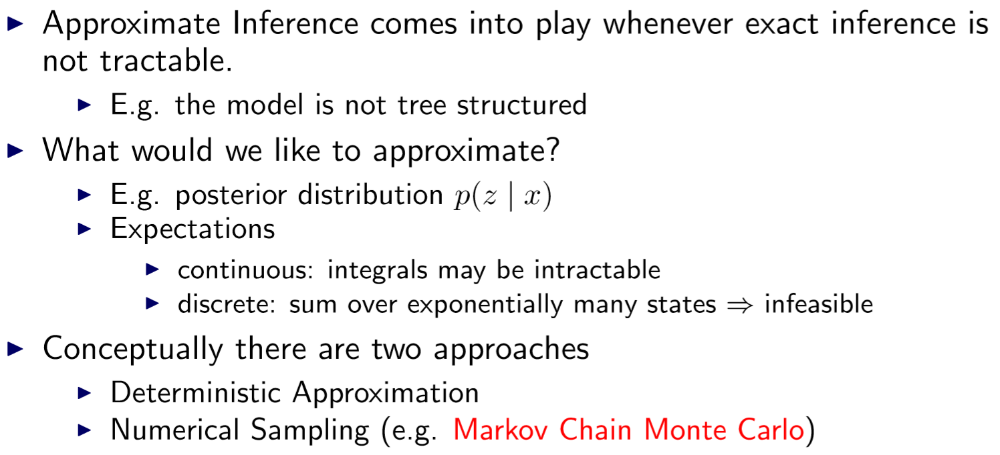 ▶ Approximate Inference comes into play whenever exact inference is
not tractable.
▶ E.g. the model is not tree structured
▶ What would we like to approximate?
▶ E.g. posterior distribution p(z | x)
▶ Expectations
▶ continuous: integrals may be intractable
▶ discrete: sum over exponentially many states ⇒ infeasible
▶ Conceptually there are two approaches
▶ Deterministic Approximation
▶ Numerical Sampling (e.g. Markov Chain Monte Carlo)